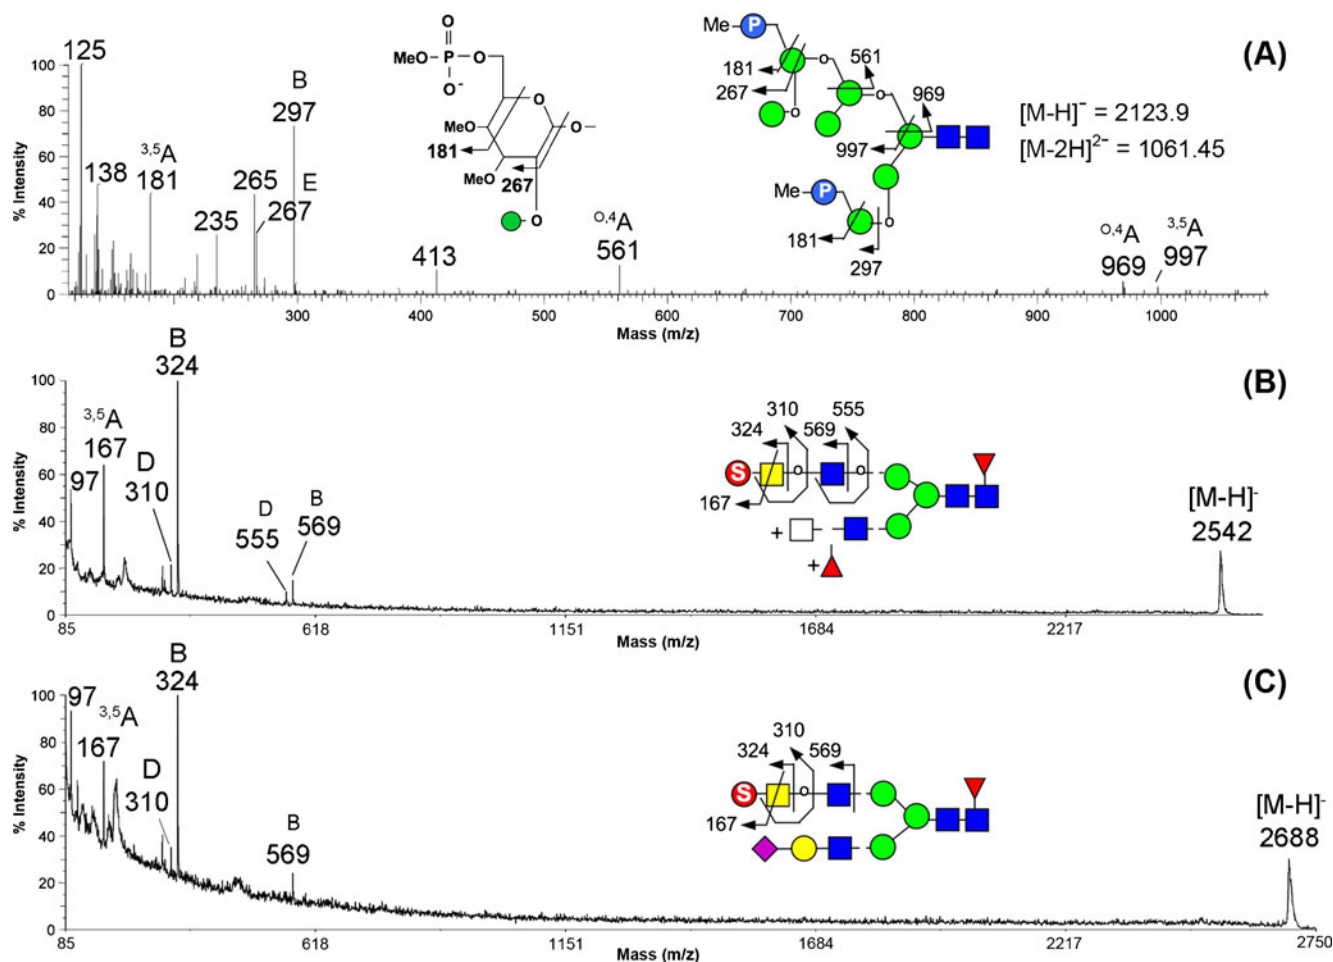 (A)
125
B
297
3,5A
138
181
265
E
267
235
413
0,4A
561
0,4A
969
3,5A
997
100
80
60
40
20
0
% Intensity
300
400
500
600
700
800
900
1000
Mass (m/z)
O
MeO P O
O-
O
MeO
O
181
MeO
267
O
Me P
181
267
O
O
561
O
969
997
Me P
181
O
297
[M-H]- = 2123.9
[M-2H]2- = 1061.45
(B)
B
324
3,5A
167
97
D
310
D
555
B
569
[M-H]-
2542
100
80
60
40
20
0
% Intensity
85
618
1151
1684
2217
Mass (m/z)
310
555
324
569
S
O
O
167
+
+
(C)
B
324
97
3,5A
167
D
310
B
569
[M-H]-
2688
100
80
60
40
20
0
% Intensity
85
618
1151
1684
2217
2750
Mass (m/z)
310
324
569
S
O
167